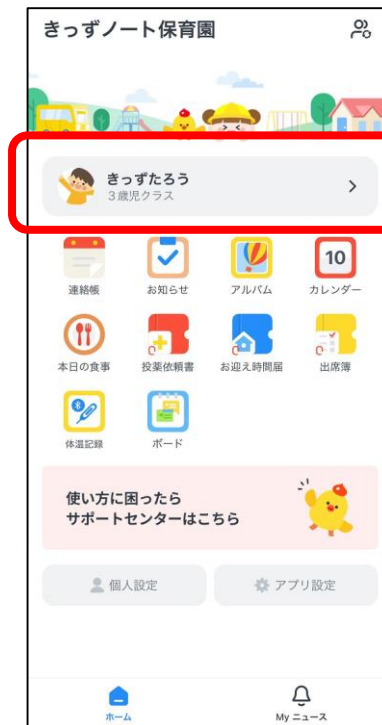 きっずノート保育園
きっずたろう
3歳児クラス
連絡帳
お知らせ
アルバム
10
カレンダー
本日の食事
投薬依頼書
お迎え時間届
出席簿
体温記録
ボード
使い方に困ったら
サポートセンターはこちら
個人設定
アプリ設定
ホーム
My ニュース